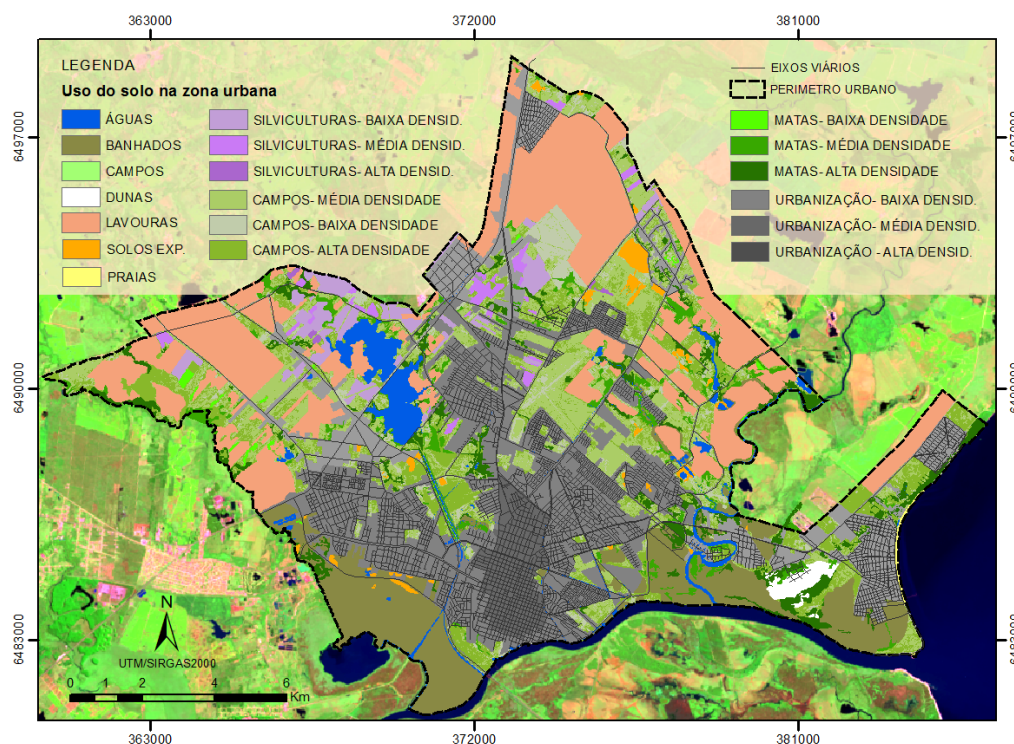 363000 372000 381000
LEGENDA
Uso do solo na zona urbana
ÁGUAS
BANHADOS
CAMPOS
DUNAS
LAVOURAS
SOLOS EXP.
PRAIAS
SILVICULTURAS- BAIXA DENSID.
SILVICULTURAS- MÉDIA DENSID.
SILVICULTURAS- ALTA DENSID.
CAMPOS- MÉDIA DENSIDADE
CAMPOS- BAIXA DENSIDADE
CAMPOS- ALTA DENSIDADE
EIXOS VIÁRIOS
PERIMETRO URBANO
MATAS- BAIXA DENSIDADE
MATAS- MÉDIA DENSIDADE
MATAS- ALTA DENSIDADE
URBANIZAÇÃO- BAIXA DENSID.
URBANIZAÇÃO- MÉDIA DENSID.
URBANIZAÇÃO - ALTA DENSID.
6497000 6497000
6490000 6490000
6483000 6483000
N
UTM/SIRGAS2000
0 1 2 4 6
Km
363000 372000 381000